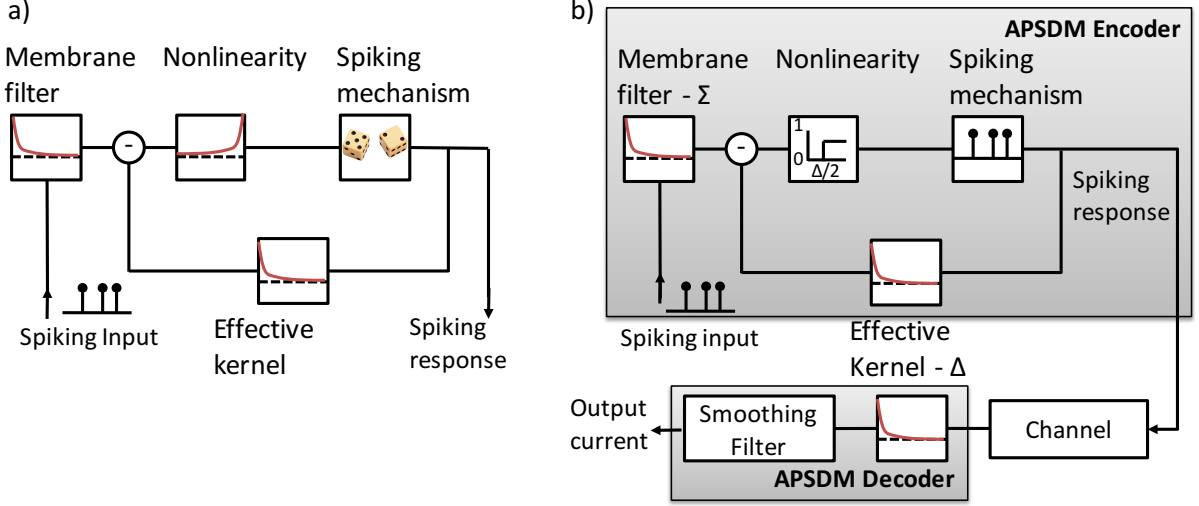 a)
Membrane
filter
Nonlinearity
Spiking
mechanism
-
Spiking Input
Effective
kernel
Spiking
response
b)
APSDM Encoder
Membrane
filter - Σ
Nonlinearity
Spiking
mechanism
-
1
0
Δ/2
Spiking
response
Spiking input
Effective
Kernel - Δ
Output
current
Smoothing
Filter
Channel
APSDM Decoder